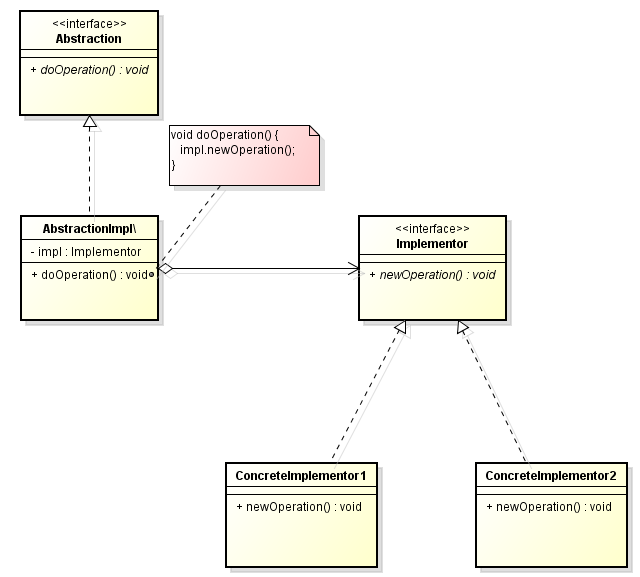 <<interface>>
Abstraction
+ doOperation() : void
void doOperation() {
impl.newOperation();
}
AbstractionImpl\
- impl : Implementor
+ doOperation() : void
<<interface>>
Implementor
+ newOperation() : void
ConcreteImplementor1
+ newOperation() : void
ConcreteImplementor2
+ newOperation() : void